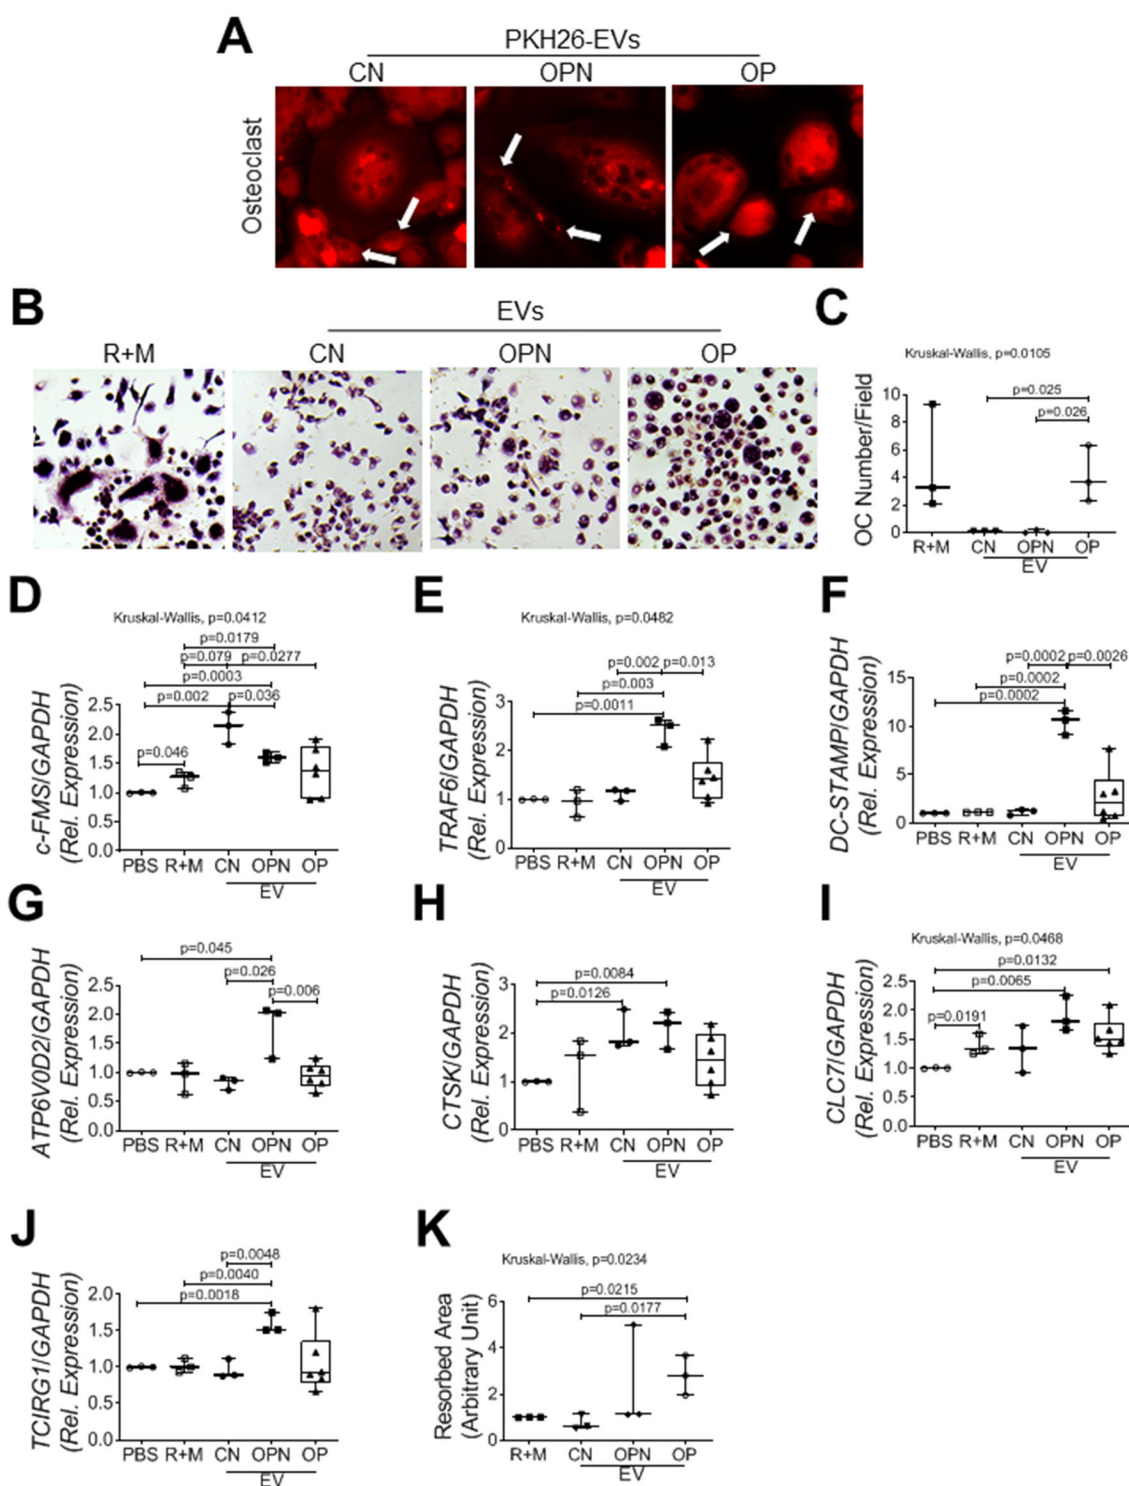 A
PKH26-EVs
CN OPN OP
Osteoclast
B
EVs
R+M CN OPN OP
C
Kruskal-Wallis, p=0.0105
p=0.025
p=0.026
OC Number/Field
10
8
6
4
2
0
R+M CN OPN OP
EV
D
Kruskal-Wallis, p=0.0412
p=0.0179
p=0.079 p=0.0277
p=0.0003
p=0.002 p=0.036
p=0.046
c-FMS/GAPDH
(Rel. Expression)
2.5
2.0
1.5
1.0
0.5
0.0
PBS R+M CN OPN OP
EV
E
Kruskal-Wallis, p=0.0482
p=0.002 p=0.013
p=0.003
p=0.0011
TRAF6/GAPDH
(Rel. Expression)
3
2
1
0
PBS R+M CN OPN OP
EV
F
p=0.0002 p=0.0026
p=0.0002
p=0.0002
DC-STAMP/GAPDH
(Rel. Expression)
15
10
5
0
PBS R+M CN OPN OP
EV
G
p=0.045
p=0.026
p=0.006
ATP6V0D2/GAPDH
(Rel. Expression)
2.5
2.0
1.5
1.0
0.5
0.0
PBS R+M CN OPN OP
EV
H
p=0.0084
p=0.0126
CTSK/GAPDH
(Rel. Expression)
3
2
1
0
PBS R+M CN OPN OP
EV
I
Kruskal-Wallis, p=0.0468
p=0.0132
p=0.0065
p=0.0191
CLC7/GAPDH
(Rel. Expression)
2.5
2.0
1.5
1.0
0.5
0.0
PBS R+M CN OPN OP
EV
J
p=0.0048
p=0.0040
p=0.0018
TCIRG1/GAPDH
(Rel. Expression)
2.0
1.5
1.0
0.5
0.0
PBS R+M CN OPN OP
EV
K
Kruskal-Wallis, p=0.0234
p=0.0215
p=0.0177
Resorbed Area
(Arbitrary Unit)
6
4
2
0
R+M CN OPN OP
EV